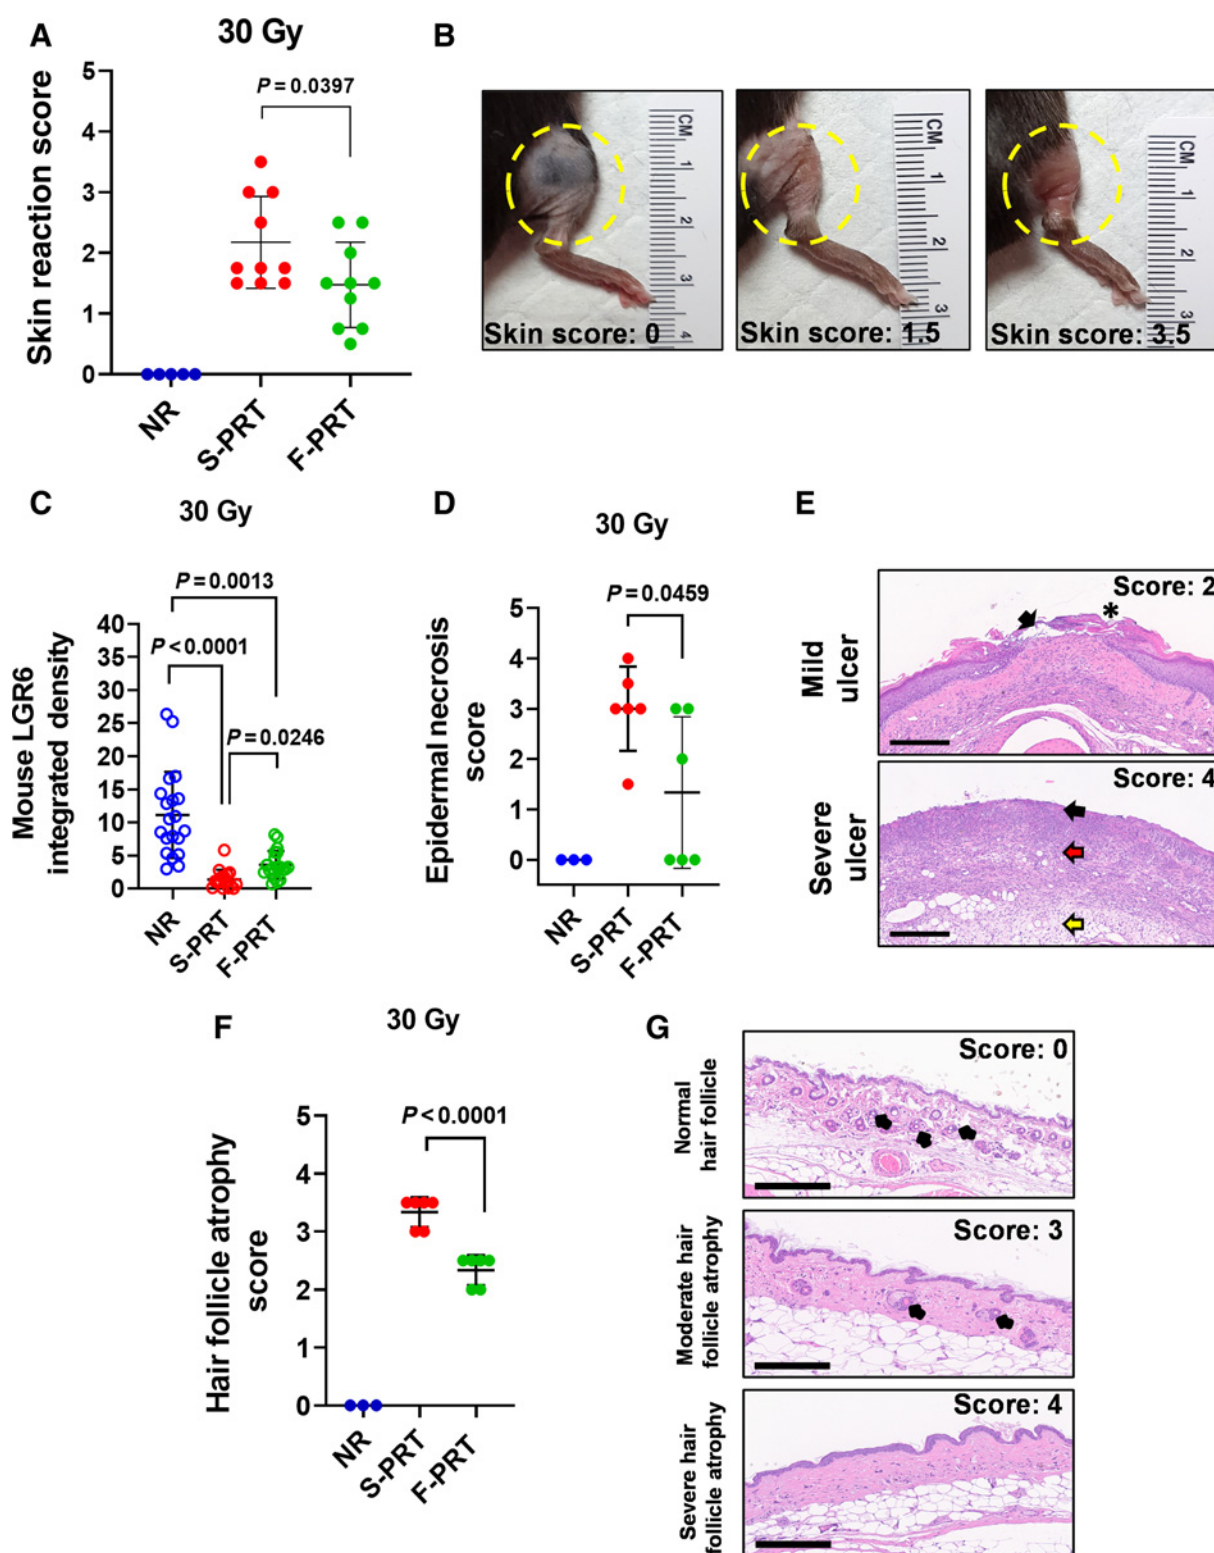 A
30 Gy
Skin reaction score
5
4
3
2
1
0
P = 0.0397
NR
S-PRT
F-PRT
B
CM
1
2
3
4
Skin score: 0
CM
1
2
3
Skin score: 1.5
CM
1
2
3
Skin score: 3.5
C
30 Gy
Mouse LGR6
integrated density
40
35
30
25
20
15
10
5
0
P = 0.0013
P < 0.0001
P = 0.0246
NR
S-PRT
F-PRT
D
30 Gy
Epidermal necrosis
score
5
4
3
2
1
0
P = 0.0459
NR
S-PRT
F-PRT
E
Mild
ulcer
Score: 2
*
Severe
ulcer
Score: 4
F
30 Gy
Hair follicle atrophy
score
5
4
3
2
1
0
P < 0.0001
NR
S-PRT
F-PRT
G
Normal
hair follicle
Score: 0
Moderate hair
follicle atrophy
Score: 3
Severe hair
follicle atrophy
Score: 4